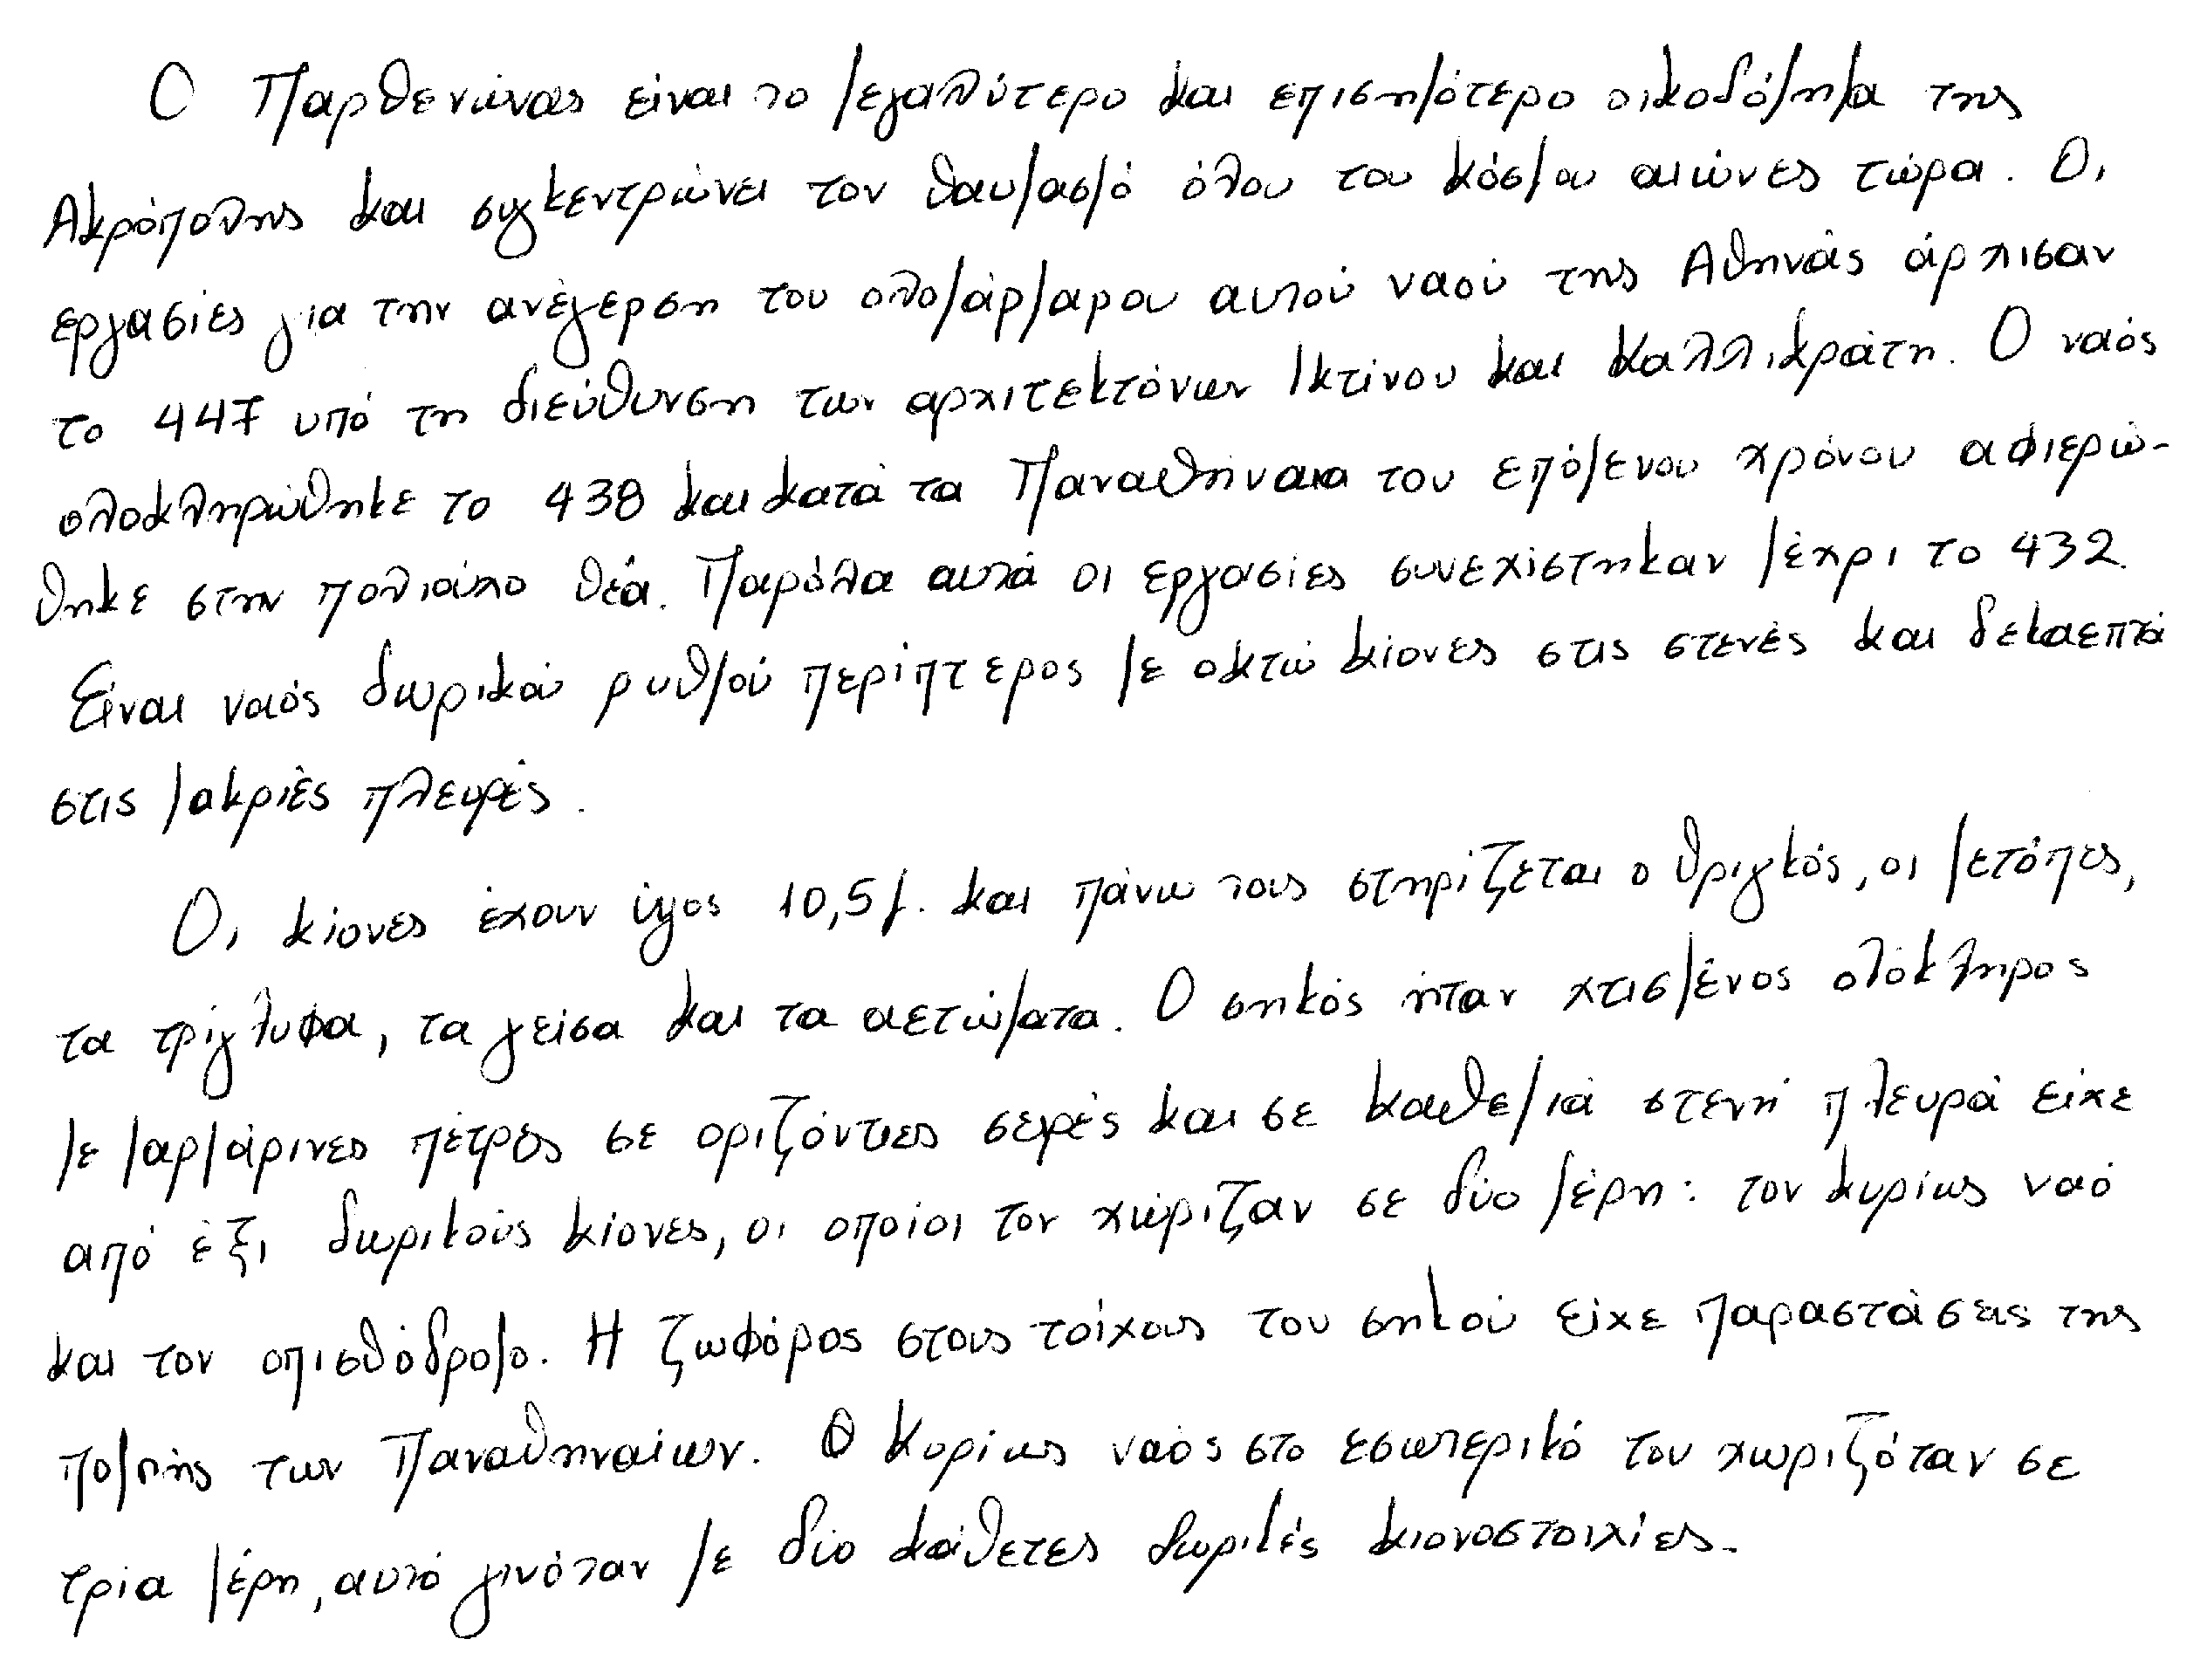 Ο Παρθενώνας είναι το μεγαλύτερο και επισημότερο οικοδόμημα της
Ακρόπολης και συγκεντρώνει τον θαυμασμό όλου του κόσμου αιώνες τώρα. Οι
εργασίες για την ανέγερση του ολομάρμαρου αυτού ναού της Αθηνάς άρχισαν
το 447 υπό τη διεύθυνση των αρχιτεκτόνων Ικτίνου και Καλλικράτη. Ο ναός
ολοκληρώθηκε το 438 και κατά τα Παναθήναια του επόμενου χρόνου αφιερώ-
θηκε στην πολιούχο θεά. Παρόλα αυτά οι εργασίες συνεχίστηκαν μέχρι το 432.
Είναι ναός δωρικού ρυθμού περίπτερος με οκτώ κίονες στις στενές και δεκαεπτά
στις μακριές πλευρές.
Οι κίονες έχουν ύψος 10,5 μ. και πάνω τους στηρίζεται ο θριγκός, οι μετόπες,
τα τρίγλυφα, τα γείσα και τα αετώματα. Ο σηκός ήταν χτισμένος ολόκληρος
με μαρμάρινες πέτρες σε οριζόντιες σειρές και σε καθεμιά στενή πλευρά είχε
από έξι δωρικούς κίονες, οι οποίοι τον χώριζαν σε δύο μέρη: τον κυρίως ναό
και τον οπισθόδρομο. Η ζωφόρος στους τοίχους του σηκού είχε παραστάσεις της
πομπής των Παναθηναίων. Ο κυρίως ναός στο εσωτερικό του χωριζόταν σε
τρία μέρη, αυτό γινόταν με δύο κάθετες δωρικές κιονοστοιχίες.